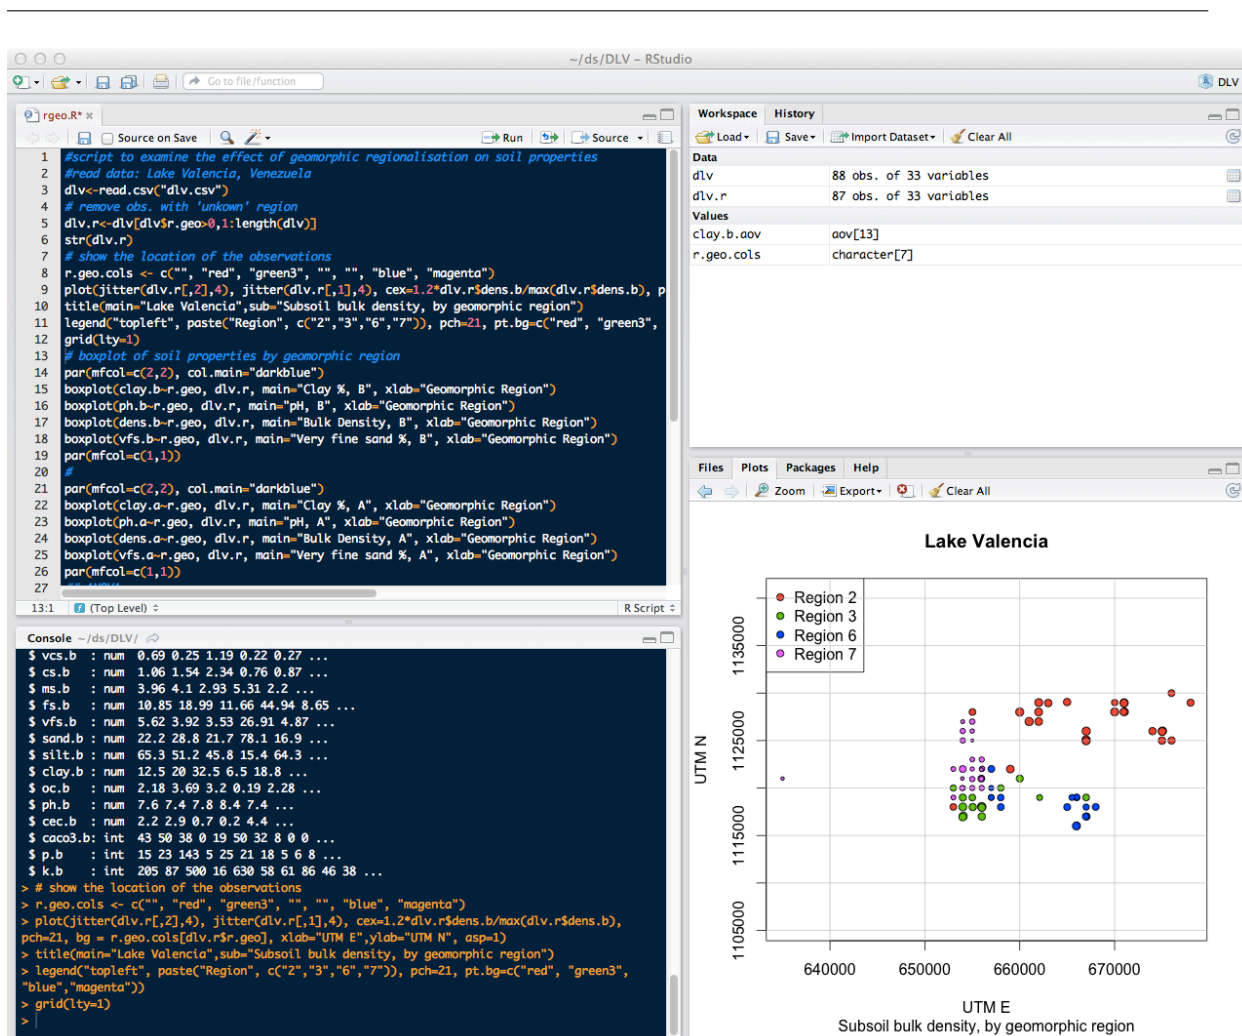 ~/ds/DLV – RStudio
Go to file/function
DLV
rgeo.R*
Source on Save
Run
Source
1 #script to examine the effect of geomorphic regionalisation on soil properties
2 #read data: Lake Valencia, Venezuela
3 dlv<-read.csv("dlv.csv")
4 # remove obs. with 'unkown' region
5 dlv.r<-dlv[dlv$r.geo>0,1:length(dlv)]
6 str(dlv.r)
7 # show the location of the observations
8 r.geo.cols <- c("", "red", "green3", "", "", "blue", "magenta")
9 plot(jitter(dlv.r[,2],4), jitter(dlv.r[,1],4), cex=1.2*dlv.r$dens.b/max(dlv.r$dens.b), p
10 title(main="Lake Valencia",sub="Subsoil bulk density, by geomorphic region")
11 legend("topleft", paste("Region", c("2","3","6","7")), pch=21, pt.bg=c("red", "green3",
12 grid(lty=1)
13 # boxplot of soil properties by geomorphic region
14 par(mfcol=c(2,2), col.main="darkblue")
15 boxplot(clay.b~r.geo, dlv.r, main="Clay %, B", xlab="Geomorphic Region")
16 boxplot(ph.b~r.geo, dlv.r, main="pH, B", xlab="Geomorphic Region")
17 boxplot(dens.b~r.geo, dlv.r, main="Bulk Density, B", xlab="Geomorphic Region")
18 boxplot(vfs.b~r.geo, dlv.r, main="Very fine sand %, B", xlab="Geomorphic Region")
19 par(mfcol=c(1,1))
20 #
21 par(mfcol=c(2,2), col.main="darkblue")
22 boxplot(clay.a~r.geo, dlv.r, main="Clay %, A", xlab="Geomorphic Region")
23 boxplot(ph.a~r.geo, dlv.r, main="pH, A", xlab="Geomorphic Region")
24 boxplot(dens.a~r.geo, dlv.r, main="Bulk Density, A", xlab="Geomorphic Region")
25 boxplot(vfs.a~r.geo, dlv.r, main="Very fine sand %, A", xlab="Geomorphic Region")
26 par(mfcol=c(1,1))
27
13:1 (Top Level) R Script
Console ~/ds/DLV/
$ vcs.b : num 0.69 0.25 1.19 0.22 0.27 ...
$ cs.b : num 1.06 1.54 2.34 0.76 0.87 ...
$ ms.b : num 3.96 4.1 2.93 5.31 2.2 ...
$ fs.b : num 10.85 18.99 11.66 44.94 8.65 ...
$ vfs.b : num 5.62 3.92 3.53 26.91 4.87 ...
$ sand.b : num 22.2 28.8 21.7 78.1 16.9 ...
$ silt.b : num 65.3 51.2 45.8 15.4 64.3 ...
$ clay.b : num 12.5 20 32.5 6.5 18.8 ...
$ oc.b : num 2.18 3.69 3.2 0.19 2.28 ...
$ ph.b : num 7.6 7.4 7.8 8.4 7.4 ...
$ cec.b : num 2.2 2.9 0.7 0.2 4.4 ...
$ caco3.b: int 43 50 38 0 19 50 32 8 0 0 ...
$ p.b : int 15 23 143 5 25 21 18 5 6 8 ...
$ k.b : int 205 87 500 16 630 58 61 86 46 38 ...
> # show the location of the observations
> r.geo.cols <- c("", "red", "green3", "", "", "blue", "magenta")
> plot(jitter(dlv.r[,2],4), jitter(dlv.r[,1],4), cex=1.2*dlv.r$dens.b/max(dlv.r$dens.b),
pch=21, bg = r.geo.cols[dlv.r$r.geo], xlab="UTM E",ylab="UTM N", asp=1)
> title(main="Lake Valencia",sub="Subsoil bulk density, by geomorphic region")
> legend("topleft", paste("Region", c("2","3","6","7")), pch=21, pt.bg=c("red", "green3",
"blue","magenta"))
> grid(lty=1)
>
Workspace History
Load Save Import Dataset Clear All
Data
dlv 88 obs. of 33 variables
dlv.r 87 obs. of 33 variables
Values
clay.b.aov aov[13]
r.geo.cols character[7]
Files Plots Packages Help
Zoom Export Clear All
Lake Valencia
Region 2
Region 3
Region 6
Region 7
UTM N
1135000
1125000
1115000
1105000
640000 650000 660000 670000
UTM E
Subsoil bulk density, by geomorphic region